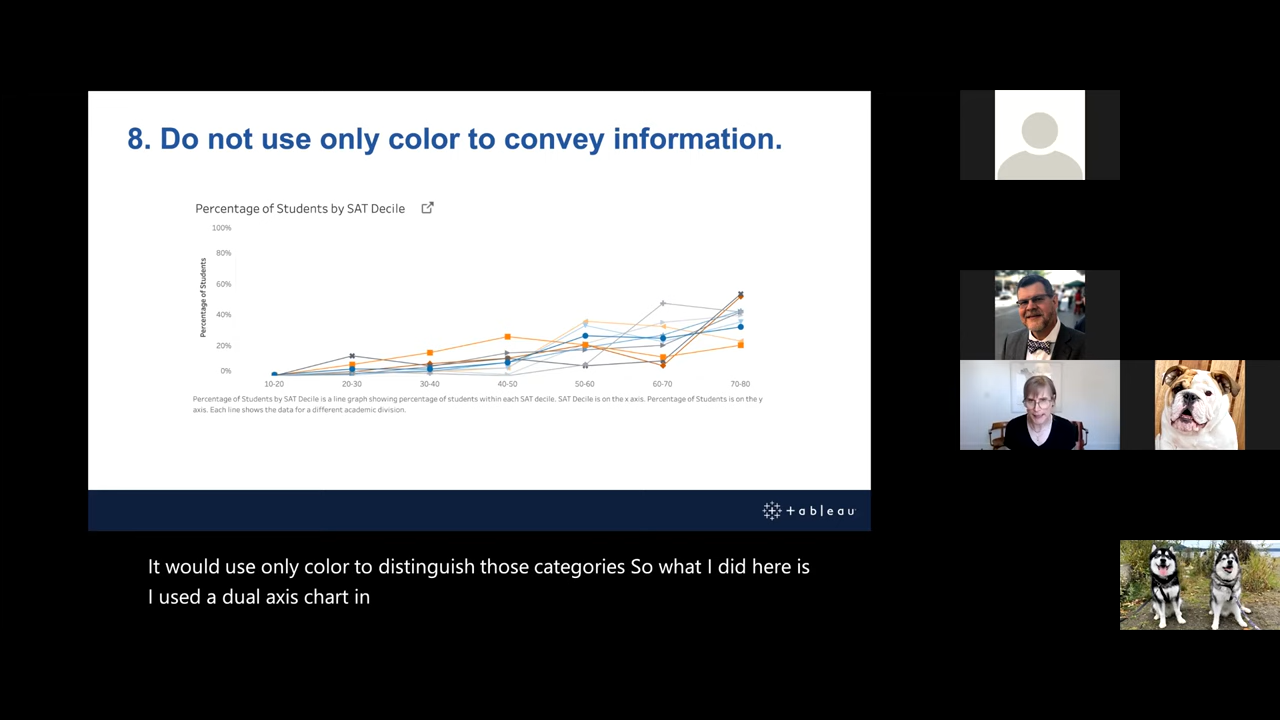 8. Do not use only color to convey information.
Percentage of Students by SAT Decile
100%
80%
60%
40%
20%
0%
Percentage of Students
10-20 20-30 30-40 40-50 50-60 60-70 70-80
Percentage of Students by SAT Decile is a line graph showing percentage of students within each SAT decile. SAT Decile is on the x axis. Percentage of Students is on the y
axis. Each line shows the data for a different academic division.
+ableau
It would use only color to distinguish those categories So what I did here is
I used a dual axis chart in